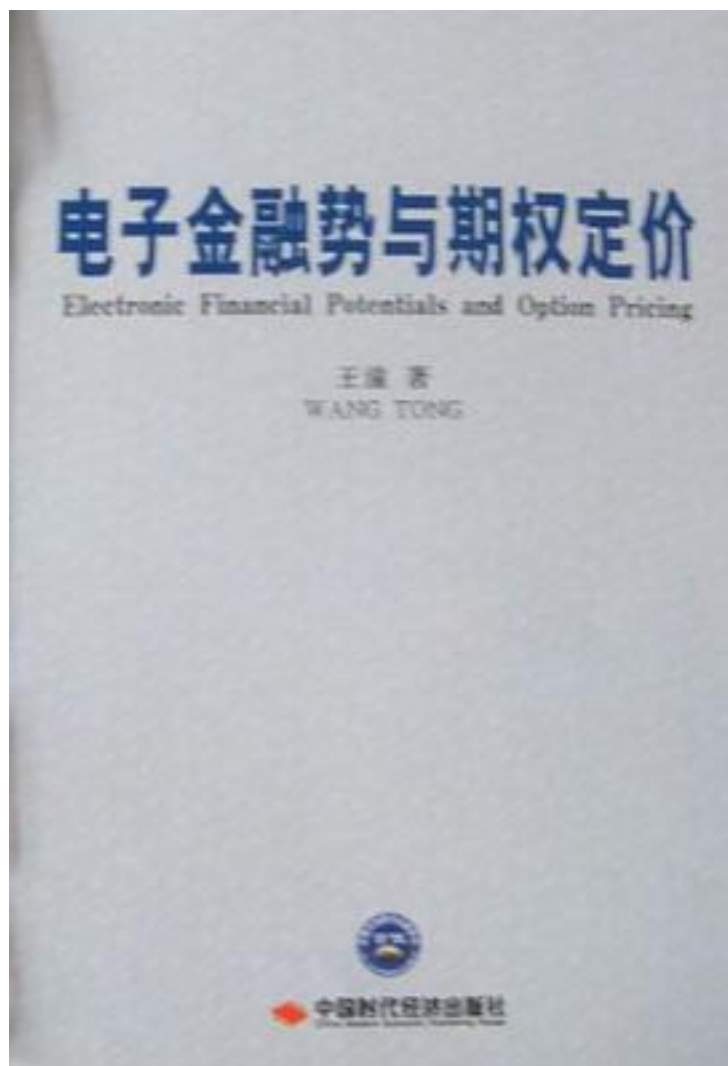 电子金融势与期权定价
Electronic Financial Potentials and Option Pricing
王潼 著
WANG TONG
中国时代经济出版社